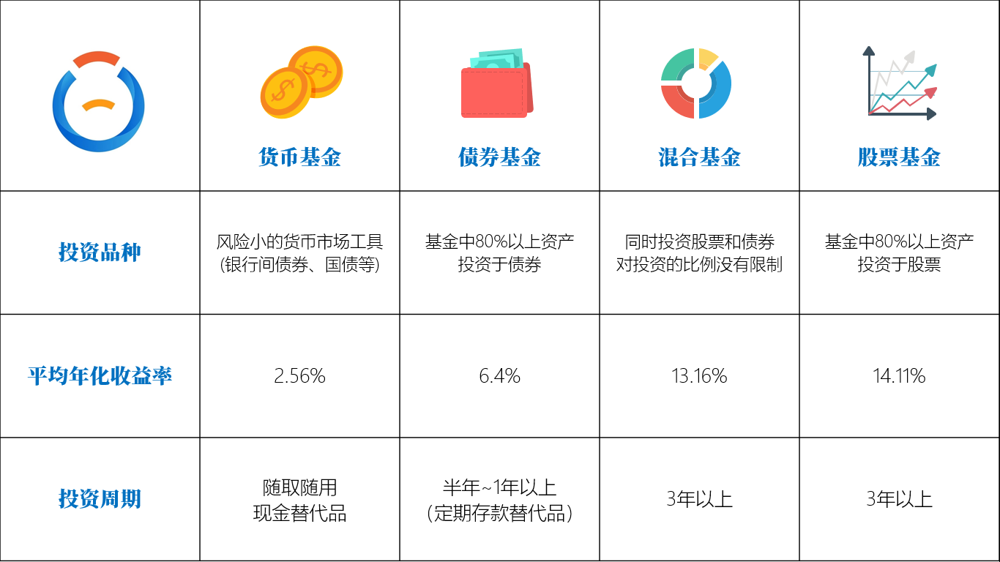 货币基金
债券基金
混合基金
股票基金
投资品种
风险小的货币市场工具
(银行间债券、国债等)
基金中80%以上资产
投资于债券
同时投资股票和债券
对投资的比例没有限制
基金中80%以上资产
投资于股票
平均年化收益率
2.56%
6.4%
13.16%
14.11%
投资周期
随取随用
现金替代品
半年~1年以上
（定期存款替代品）
3年以上
3年以上